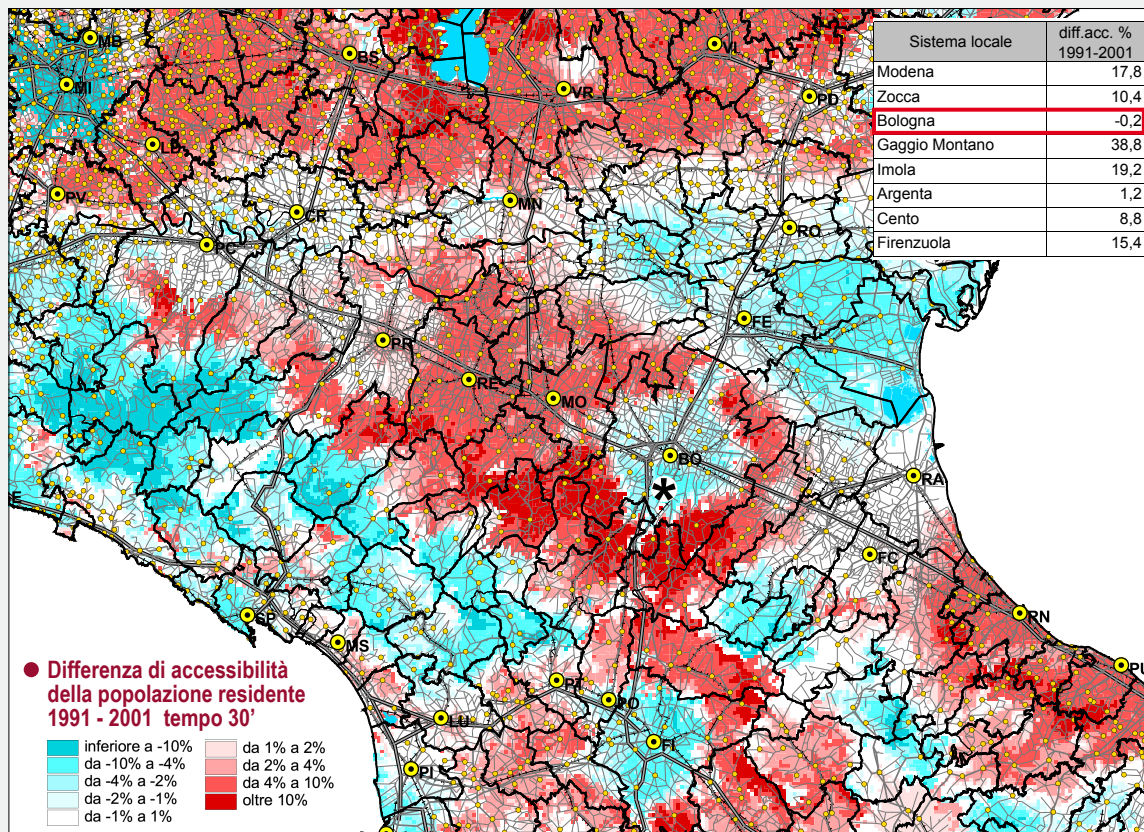 Sistema locale diff.acc. % 1991-2001
Modena 17,8
Zocca 10,4
Bologna -0,2
Gaggio Montano 38,8
Imola 19,2
Argenta 1,2
Cento 8,8
Firenzuola 15,4
MB
MI
BS
VI
VR
PD
LD
PV
CR
MN
RO
PC
FE
PR
RE
MO
BO
*
RA
FC
RN
SP
MS
PT
PO
LU
FI
PI
Differenza di accessibilità
della popolazione residente
1991 - 2001 tempo 30’
inferiore a -10%
da -10% a -4%
da -4% a -2%
da -2% a -1%
da -1% a 1%
da 1% a 2%
da 2% a 4%
da 4% a 10%
oltre 10%